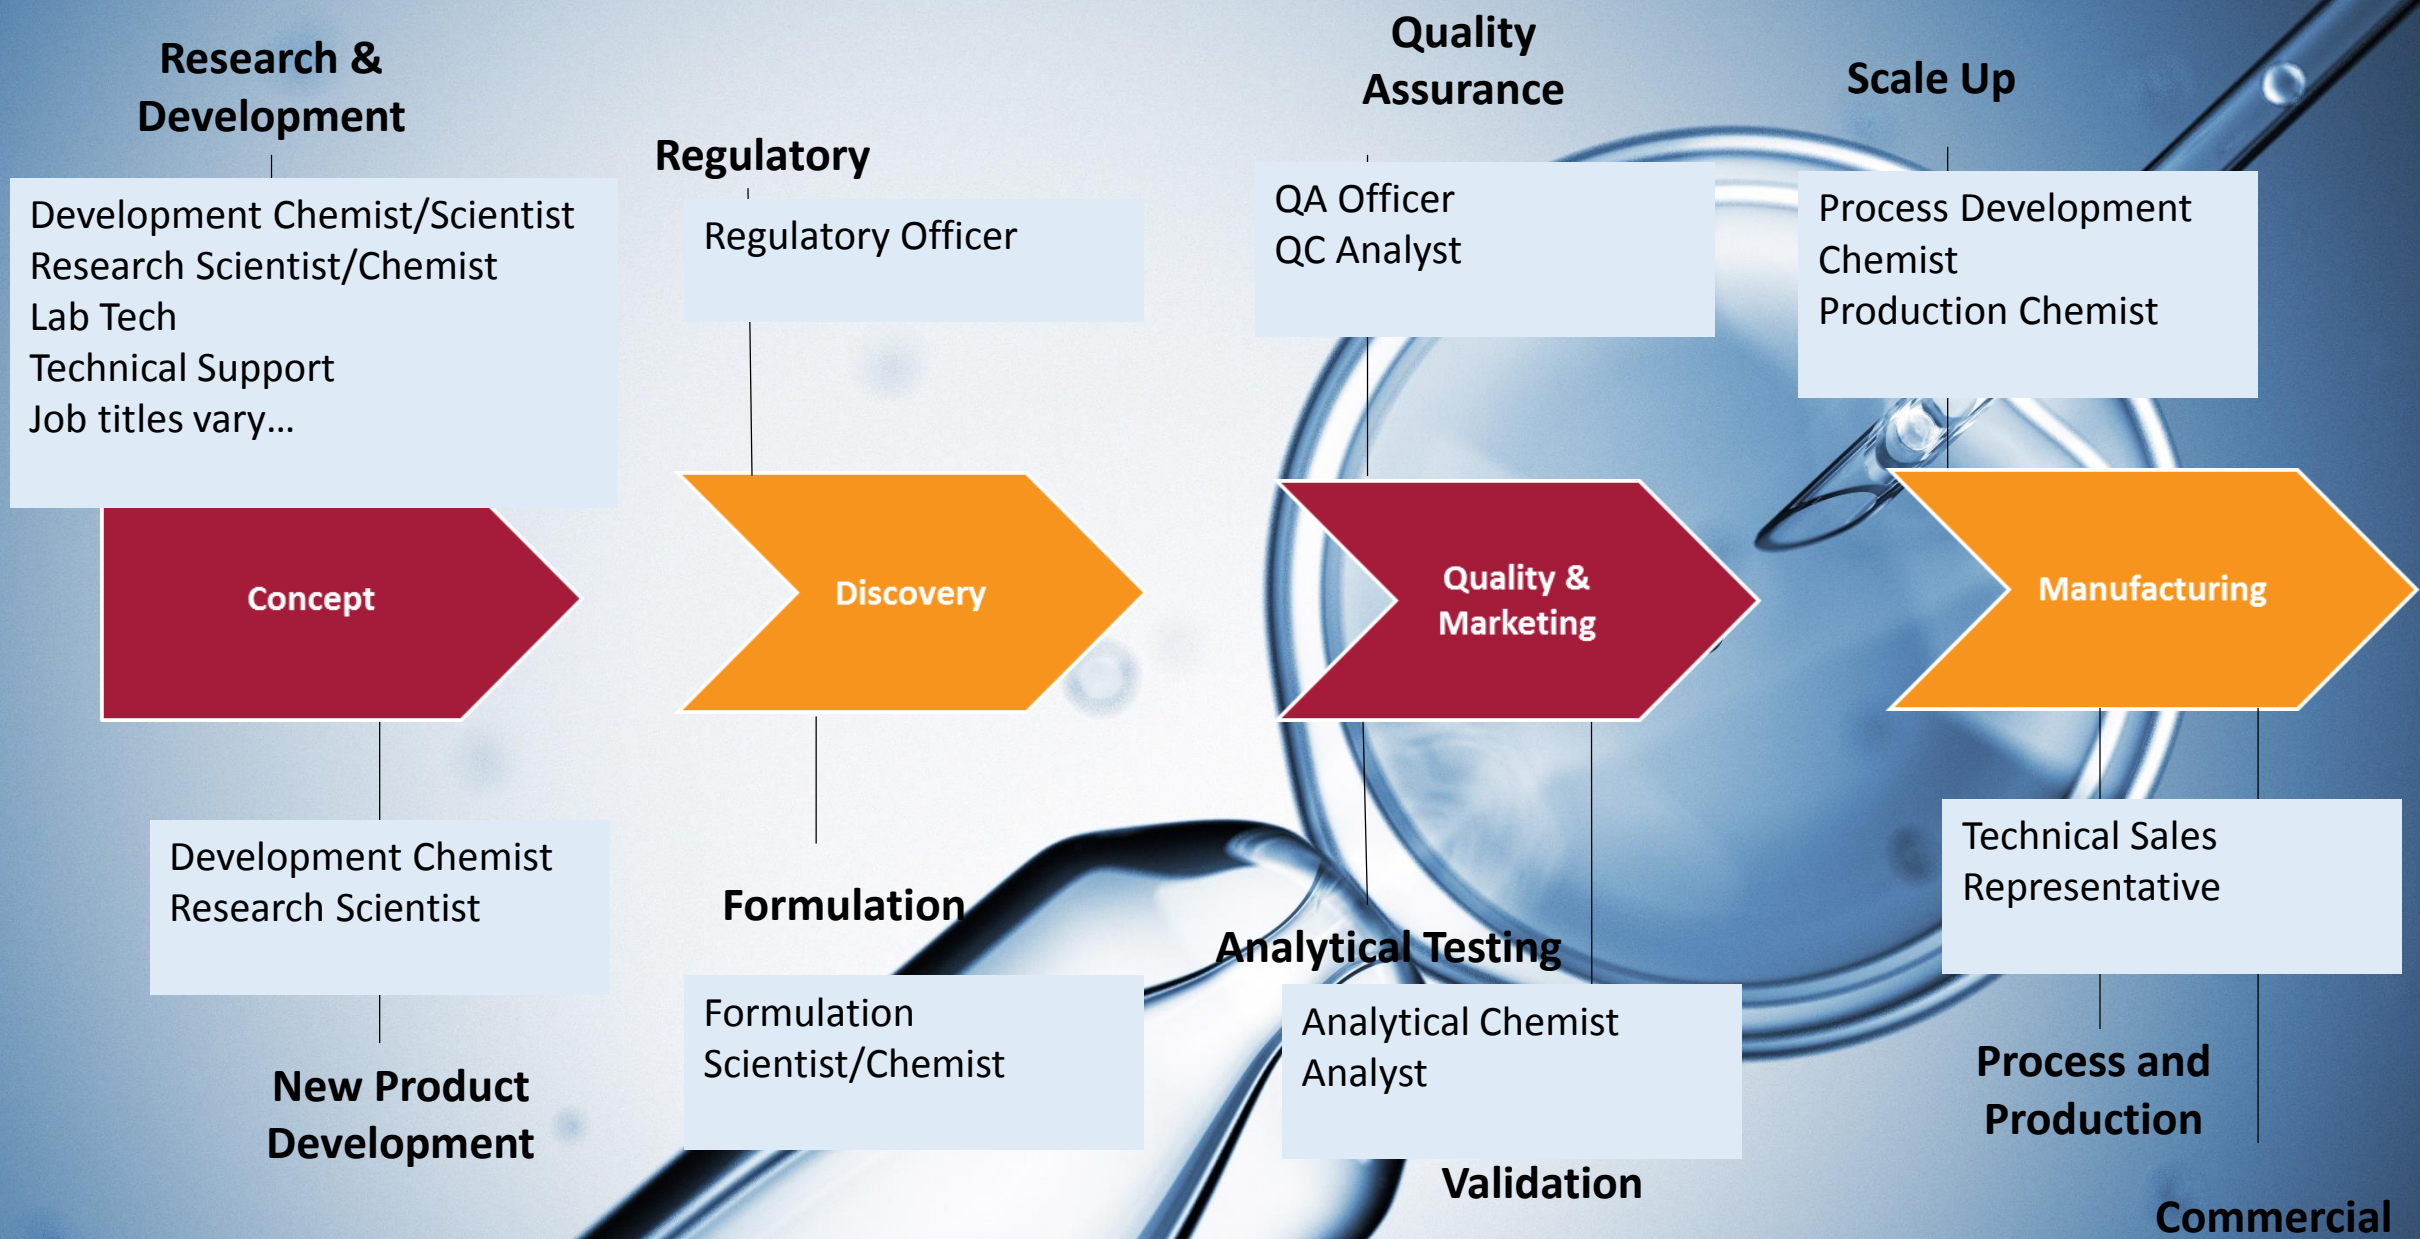 Research &
Development
Development Chemist/Scientist
Research Scientist/Chemist
Lab Tech
Technical Support
Job titles vary…
Regulatory
Regulatory Officer
Quality
Assurance
QA Officer
QC Analyst
Scale Up
Process Development
Chemist
Production Chemist
Concept
Discovery
Quality &
Marketing
Manufacturing
Development Chemist
Research Scientist
New Product
Development
Formulation
Formulation
Scientist/Chemist
Analytical Testing
Analytical Chemist
Analyst
Validation
Technical Sales
Representative
Process and
Production
Commercial